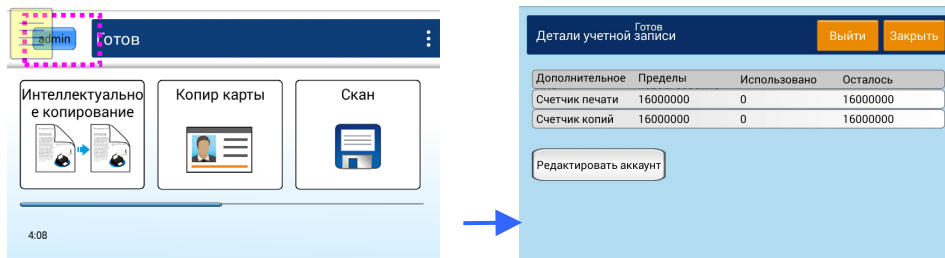 admin
Готов
Интеллектуально
е копирование
Копир карты
Скан
4:08
Готов
Детали учетной записи
Выйти
Закрыть
Дополнительное Пределы Использовано Осталось
Счетчик печати 16000000 0 16000000
Счетчик копий 16000000 0 16000000
Редактировать аккаунт